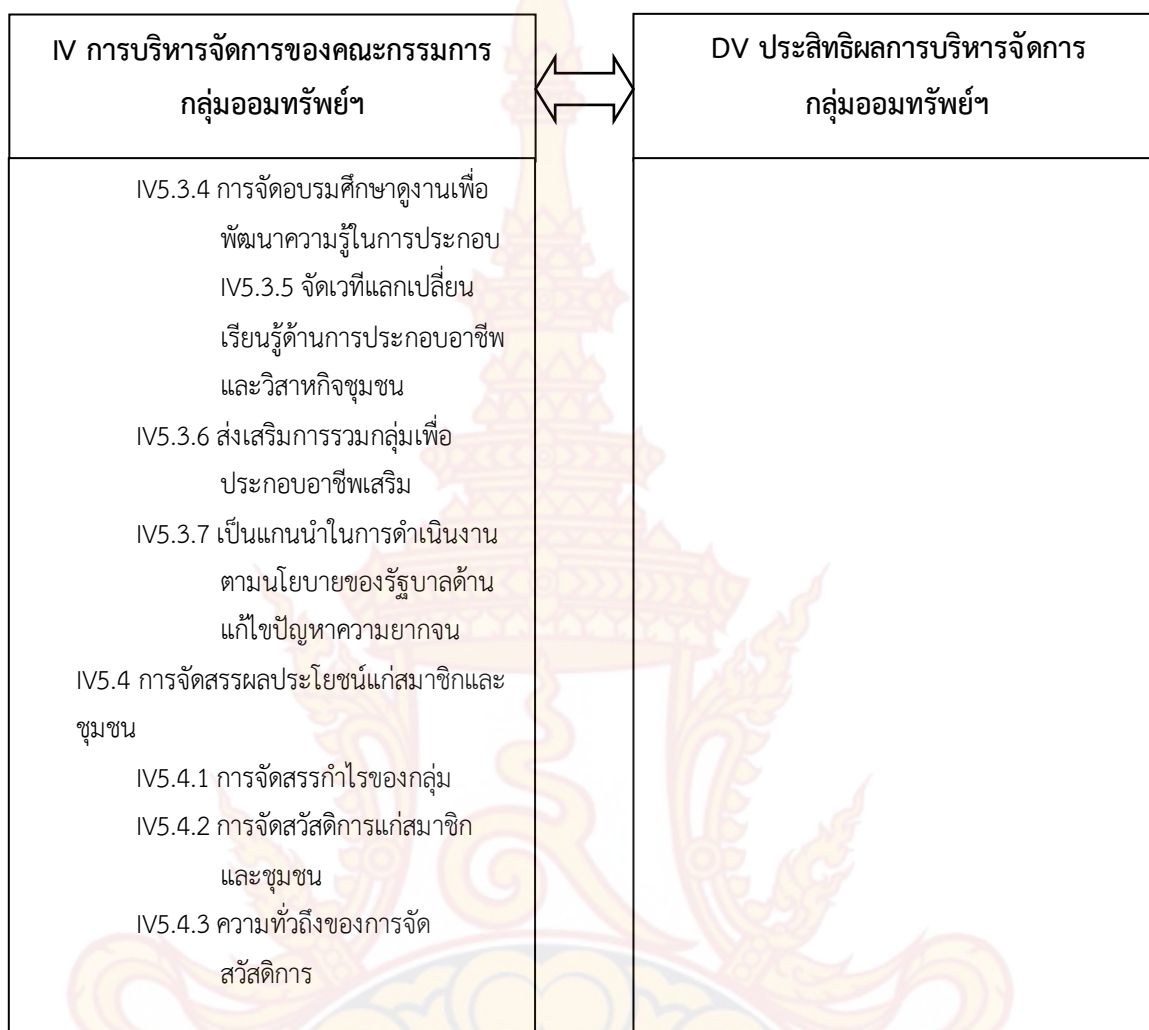 IV การบริหารจัดการของคณะกรรมการ
กลุ่มออมทรัพย์ฯ
DV ประสิทธิผลการบริหารจัดการ
กลุ่มออมทรัพย์ฯ
IV5.3.4 การจัดอบรมศึกษาดูงานเพื่อ
พัฒนาความรู้ในการประกอบ
IV5.3.5 จัดเวทีแลกเปลี่ยน
เรียนรู้ด้านการประกอบอาชีพ
และวิสาหกิจชุมชน
IV5.3.6 ส่งเสริมการรวมกลุ่มเพื่อ
ประกอบอาชีพเสริม
IV5.3.7 เป็นแกนนำในการดำเนินงาน
ตามนโยบายของรัฐบาลด้าน
แก้ไขปัญหาความยากจน
IV5.4 การจัดสรรผลประโยชน์แก่สมาชิกและ
ชุมชน
IV5.4.1 การจัดสรรกำไรของกลุ่ม
IV5.4.2 การจัดสวัสดิการแก่สมาชิก
และชุมชน
IV5.4.3 ความทั่วถึงของการจัด
สวัสดิการ